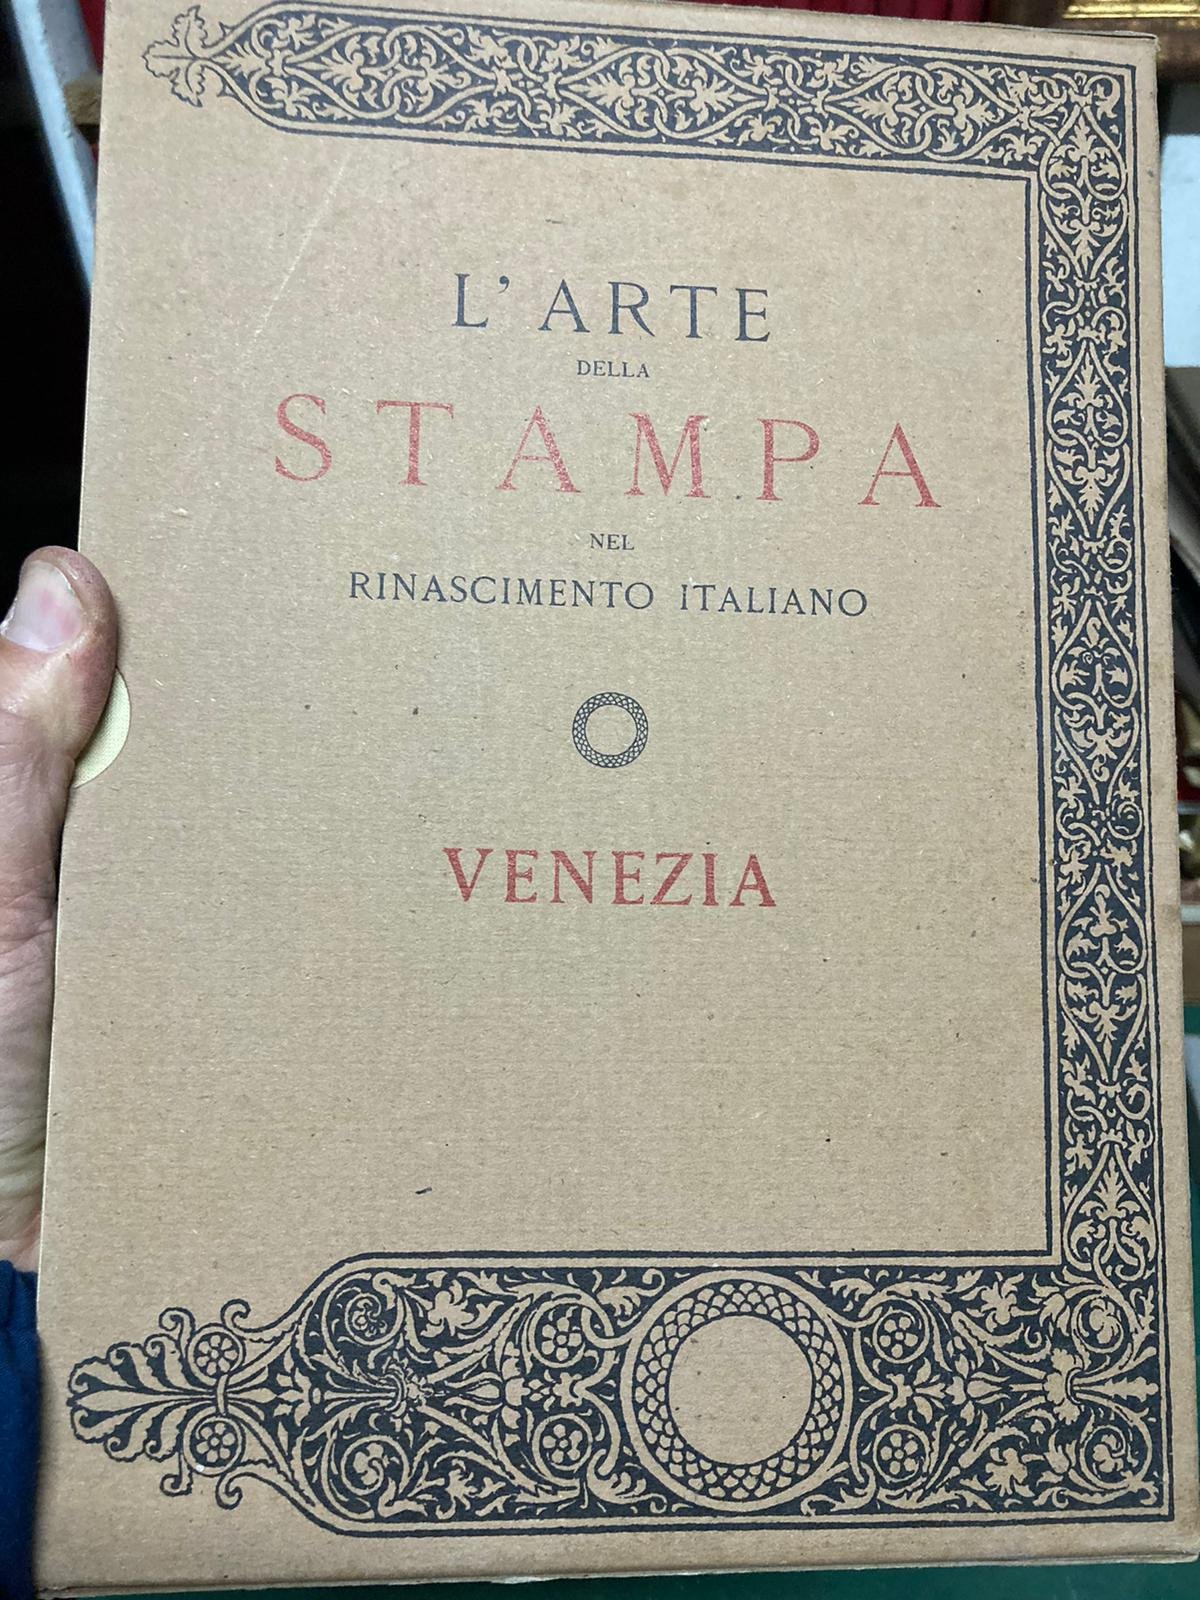 L'ARTE
DELLA
STAMPA
NEL
RINASCIMENTO ITALIANO
VENEZIA